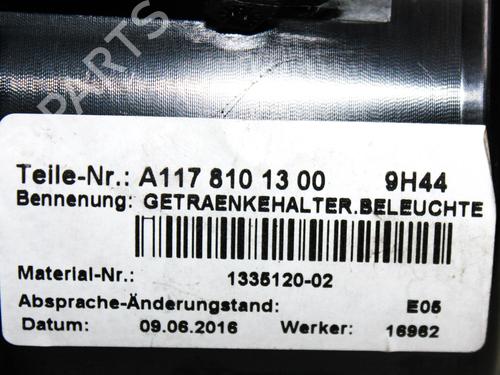 PARTS
Teile-Nr.: A117 810 13 00 9H44
Bennenung: GETRAENKEHALTER.BELEUCHTE
Material-Nr.: 1335120-02
Absprache-Änderungstand: E05
Datum: 09.06.2016 Werker: 16962